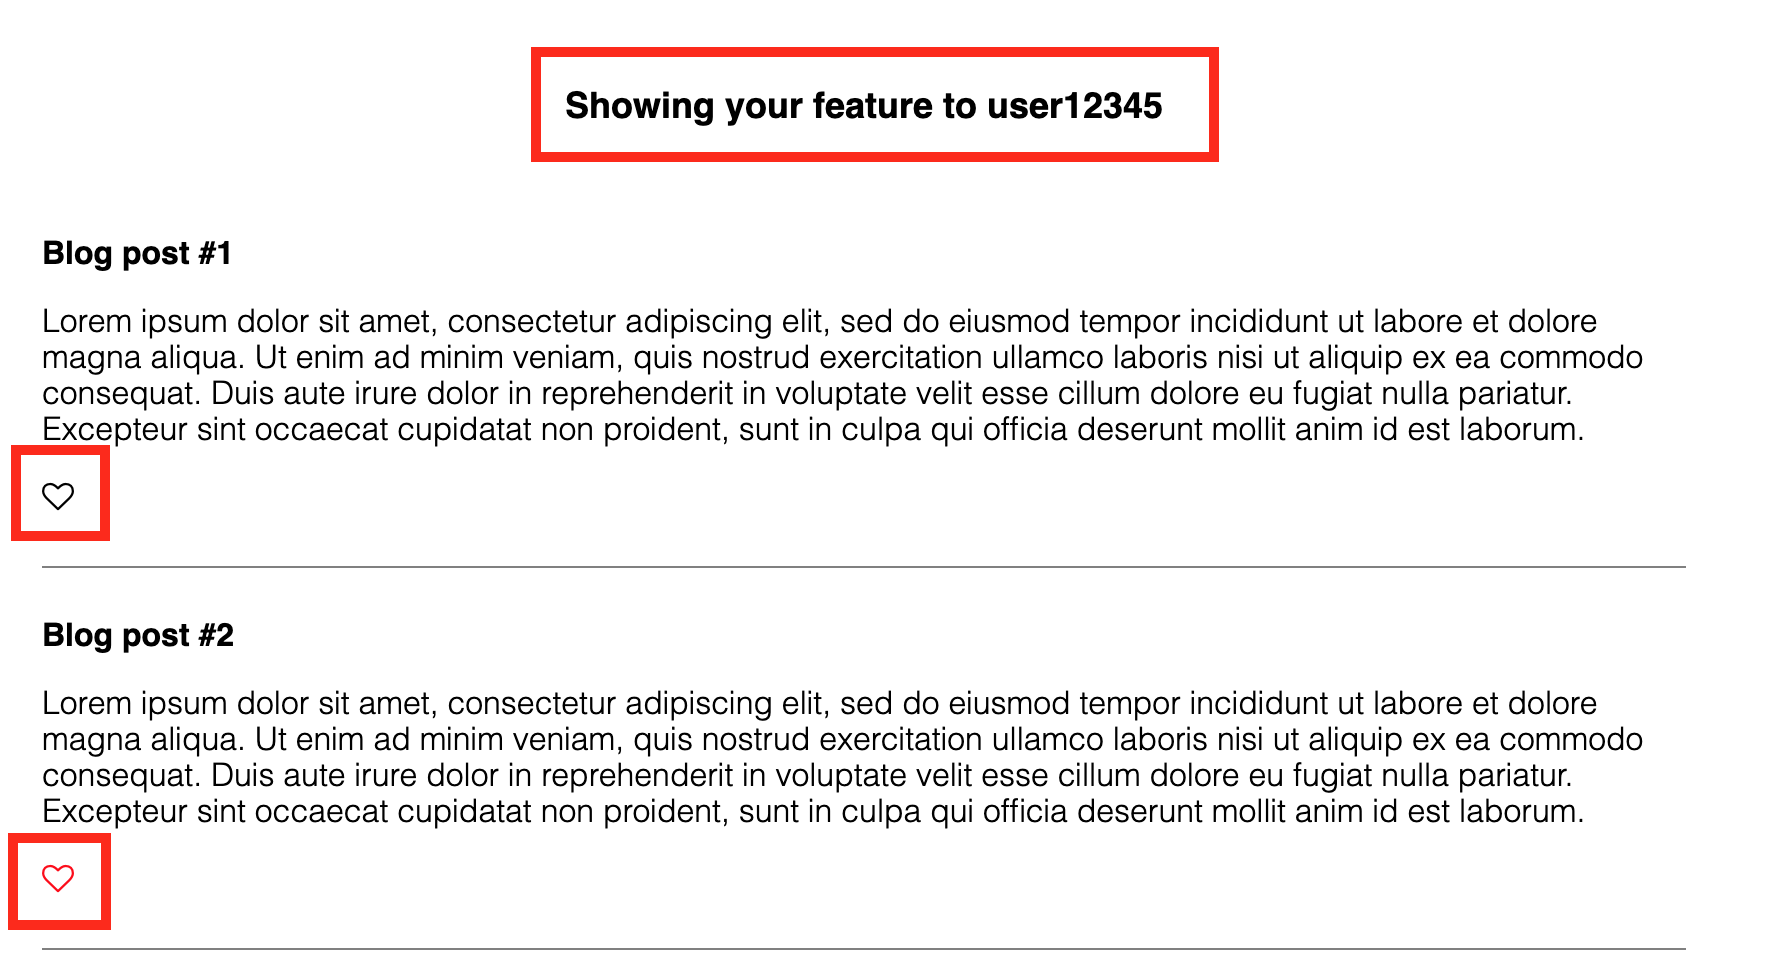 Showing your feature to user12345
Blog post #1
Lorem ipsum dolor sit amet, consectetur adipiscing elit, sed do eiusmod tempor incididunt ut labore et dolore
magna aliqua. Ut enim ad minim veniam, quis nostrud exercitation ullamco laboris nisi ut aliquip ex ea commodo
consequat. Duis aute irure dolor in reprehenderit in voluptate velit esse cillum dolore eu fugiat nulla pariatur.
Excepteur sint occaecat cupidatat non proident, sunt in culpa qui officia deserunt mollit anim id est laborum.
Blog post #2
Lorem ipsum dolor sit amet, consectetur adipiscing elit, sed do eiusmod tempor incididunt ut labore et dolore
magna aliqua. Ut enim ad minim veniam, quis nostrud exercitation ullamco laboris nisi ut aliquip ex ea commodo
consequat. Duis aute irure dolor in reprehenderit in voluptate velit esse cillum dolore eu fugiat nulla pariatur.
Excepteur sint occaecat cupidatat non proident, sunt in culpa qui officia deserunt mollit anim id est laborum.